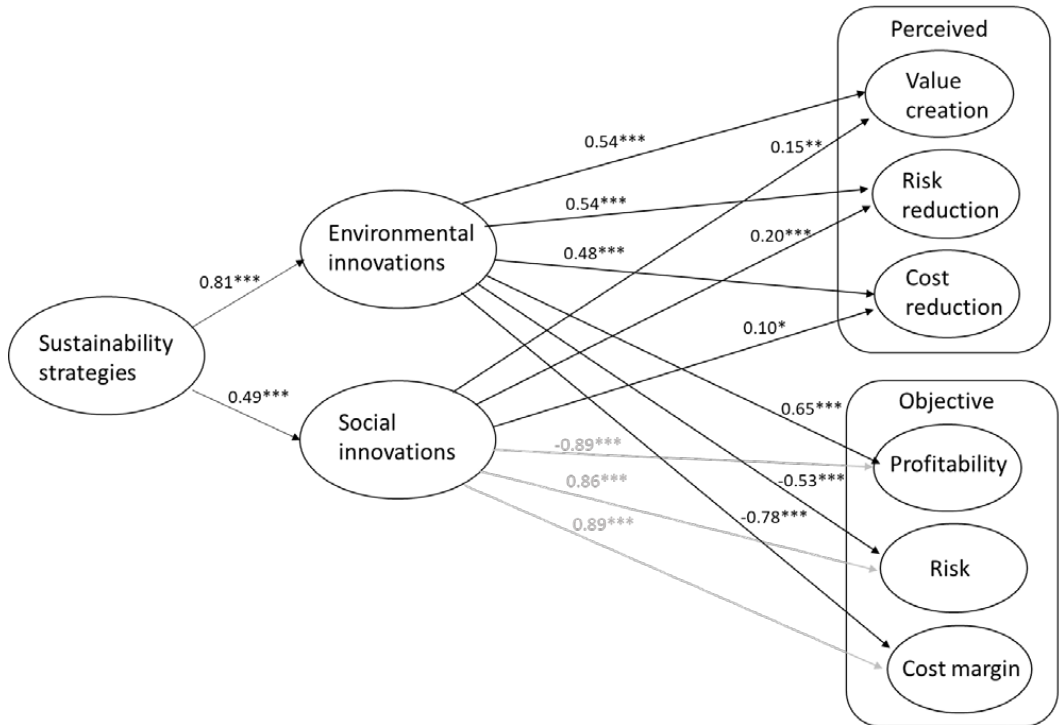 Perceived
Value
creation
0.54***
0.15**
Risk
reduction
0.54***
Environmental
innovations
0.20***
0.48***
Cost
reduction
0.81***
Sustainability
strategies
0.10*
0.49***
Objective
0.65***
Social
innovations
-0.89***
Profitability
0.86***
-0.53***
-0.78***
0.89***
Risk
Cost margin